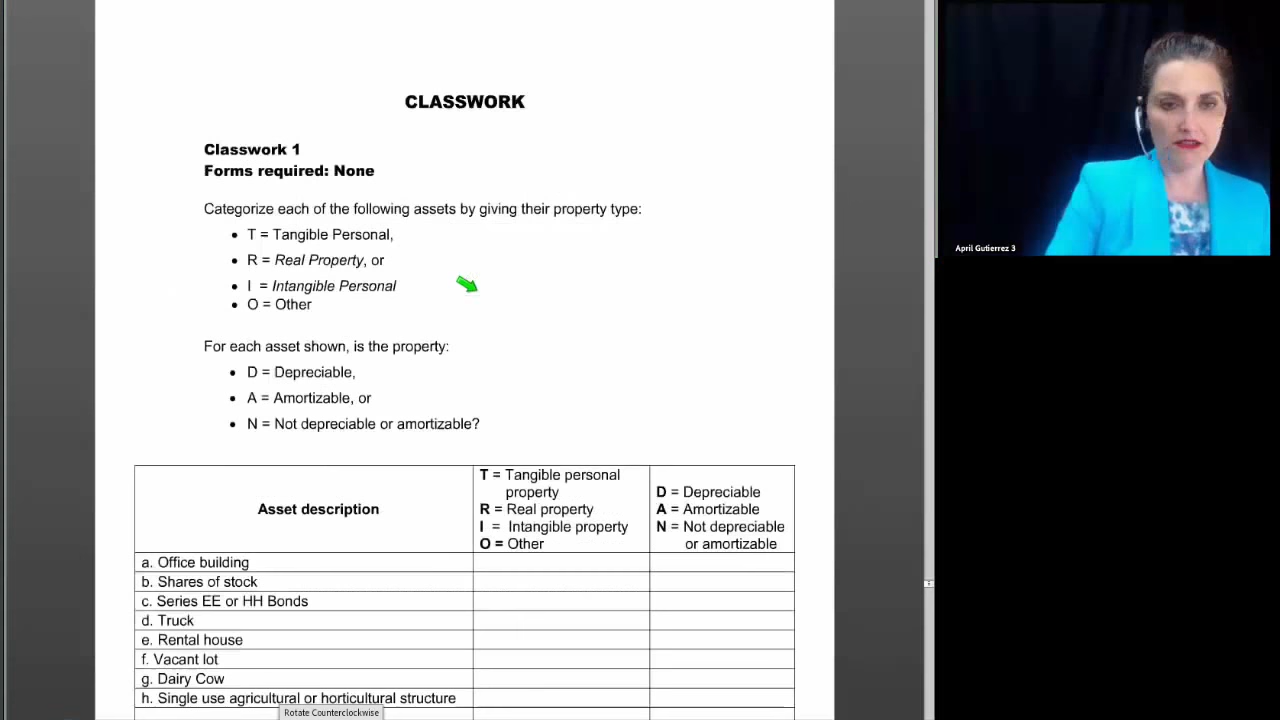 CLASSWORK
Classwork 1
Forms required: None
Categorize each of the following assets by giving their property type:
• T = Tangible Personal,
• R = Real Property, or
• I = Intangible Personal
• O = Other
For each asset shown, is the property:
• D = Depreciable,
• A = Amortizable, or
• N = Not depreciable or amortizable?
Asset description
T = Tangible personal
property
R = Real property
I = Intangible property
O = Other
D = Depreciable
A = Amortizable
N = Not depreciable
or amortizable
a. Office building
b. Shares of stock
c. Series EE or HH Bonds
d. Truck
e. Rental house
f. Vacant lot
g. Dairy Cow
h. Single use agricultural or horticultural structure
Rotate Counterclockwise
April Gutierrez 3